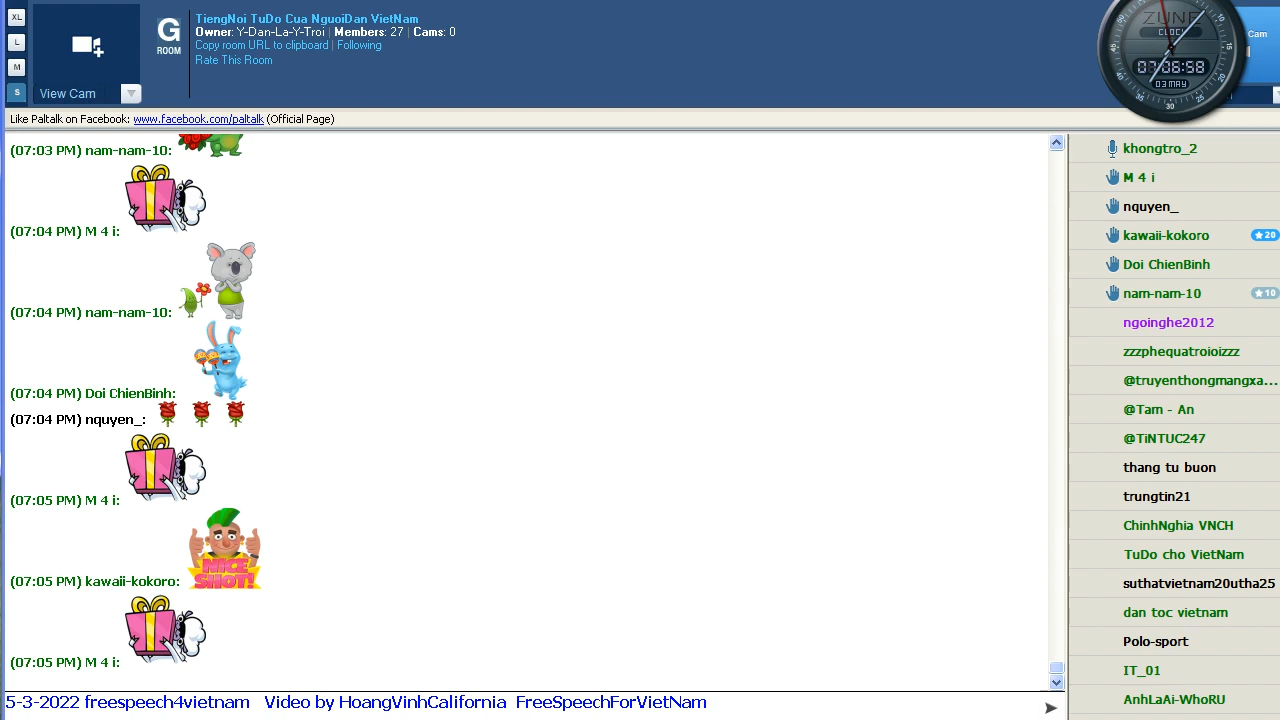 XL
L
M
S
View Cam
G
ROOM
TiengNoi TuDo Cua NguoiDan VietNam
Owner: Y-Dan-La-Y-Troi | Members: 27 | Cams: 0
Copy room URL to clipboard | Following
Rate This Room
ZUNE
CLOCK
07:06:58
03 MAY
Cam
Like Paltalk on Facebook: www.facebook.com/paltalk (Official Page)
(07:03 PM) nam-nam-10:
(07:04 PM) M 4 i:
(07:04 PM) nam-nam-10:
(07:04 PM) Doi ChienBinh:
(07:04 PM) nquyen_:
(07:05 PM) M 4 i:
NICE SHOT!
(07:05 PM) kawaii-kokoro:
(07:05 PM) M 4 i:
khongtro_2
M 4 i
nquyen_
kawaii-kokoro 20
Doi ChienBinh
nam-nam-10 10
ngoinghe2012
zzzphequatroioizzz
@truyenthongmangxa...
@Tam - An
@TiNTUC247
thang tu buon
trungtin21
ChinhNghia VNCH
TuDo cho VietNam
suthatvietnam20utha25
dan toc vietnam
Polo-sport
IT_01
AnhLaAi-WhoRU
5-3-2022 freespeech4vietnam Video by HoangVinhCalifornia FreeSpeechForVietNam